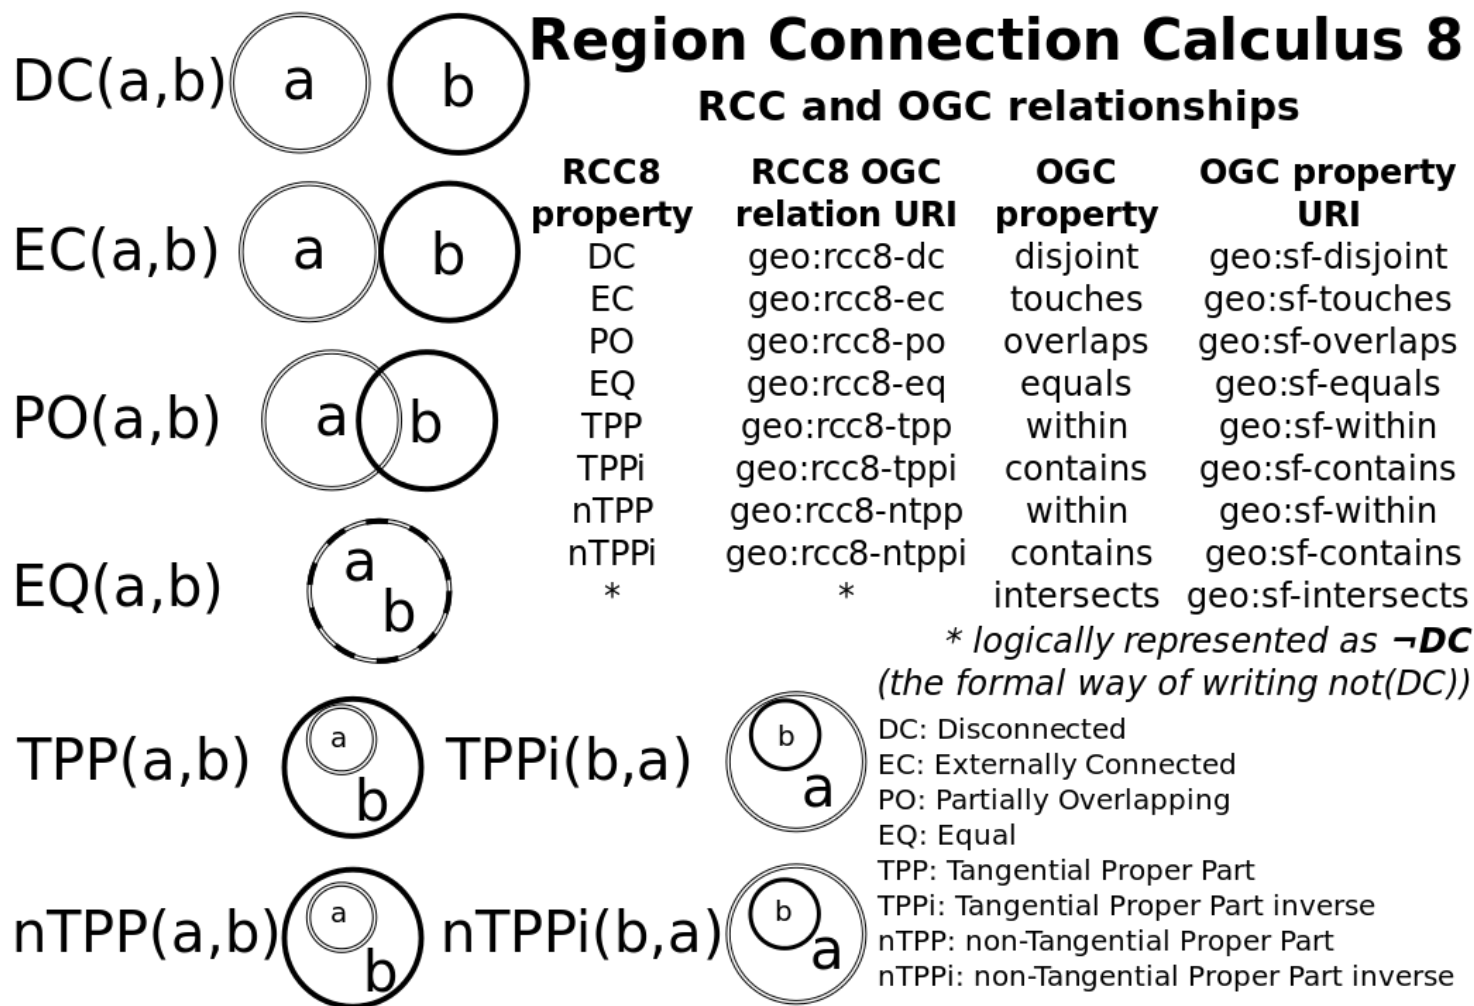 Region Connection Calculus 8
RCC and OGC relationships
RCC8 property RCC8 OGC relation URI OGC property OGC property URI
DC geo:rcc8-dc disjoint geo:sf-disjoint
EC geo:rcc8-ec touches geo:sf-touches
PO geo:rcc8-po overlaps geo:sf-overlaps
EQ geo:rcc8-eq equals geo:sf-equals
TPP geo:rcc8-tpp within geo:sf-within
TPPi geo:rcc8-tppi contains geo:sf-contains
nTPP geo:rcc8-ntpp within geo:sf-within
nTPPi geo:rcc8-ntppi contains geo:sf-contains
* * intersects geo:sf-intersects
* logically represented as ¬DC
(the formal way of writing not(DC))
DC(a,b) a b
EC(a,b) a b
PO(a,b) a b
EQ(a,b) a b
TPP(a,b) a b TPPi(b,a) b a
nTPP(a,b) a b nTPPi(b,a) b a
DC: Disconnected
EC: Externally Connected
PO: Partially Overlapping
EQ: Equal
TPP: Tangential Proper Part
TPPi: Tangential Proper Part inverse
nTPP: non-Tangential Proper Part
nTPPi: non-Tangential Proper Part inverse